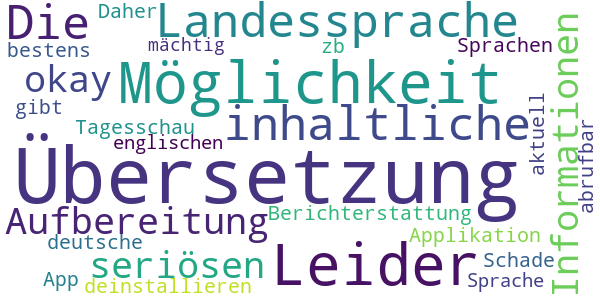 Die Daher Landessprache
bestens mächtig zb Sprachen
okay Möglichkeit
gibt Tagesschau inhaltliche
englischen
Übersetzung
aktuell
abrufbar
Informationen
Aufbereitung Berichterstattung
deutsche Applikation
seriösen Leider Schade
App deinstallieren Sprache